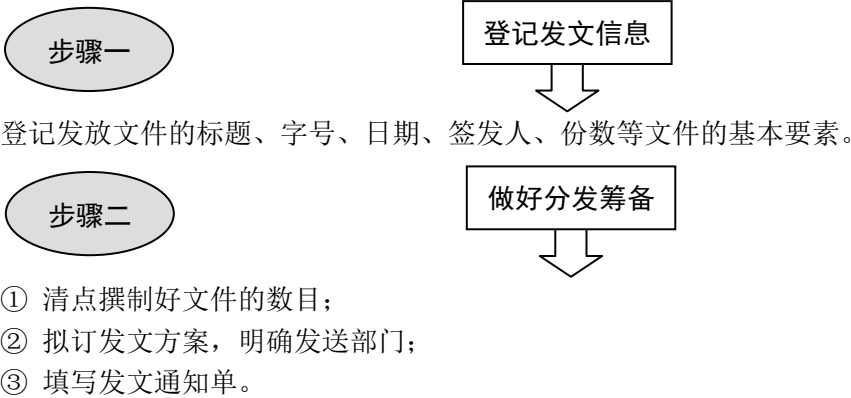 步骤一
登记发文信息
登记发放文件的标题、字号、日期、签发人、份数等文件的基本要素。
步骤二
做好分发筹备
① 清点撰制好文件的数目；
② 拟订发文方案，明确发送部门；
③ 填写发文通知单。